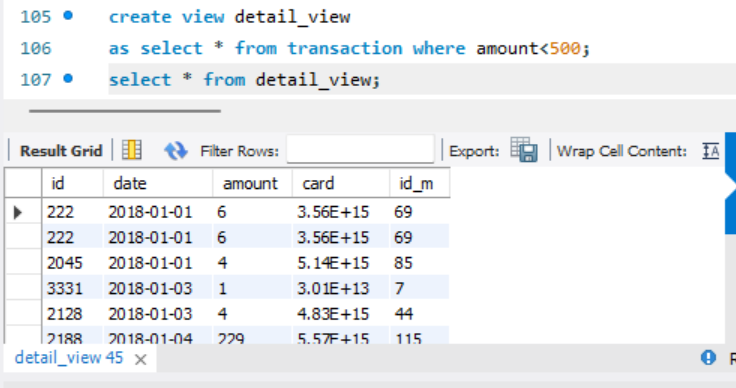 105 create view detail_view
106 as select * from transaction where amount<500;
107 select * from detail_view;
Result Grid Filter Rows: Export: Wrap Cell Content: IA
id date amount card id_m
222 2018-01-01 6 3.56E+15 69
222 2018-01-01 6 3.56E+15 69
2045 2018-01-01 4 5.14E+15 85
3331 2018-01-03 1 3.01E+13 7
2128 2018-01-03 4 4.83E+15 44
2188 2018-01-04 229 5.57E+15 115
detail_view 45 R